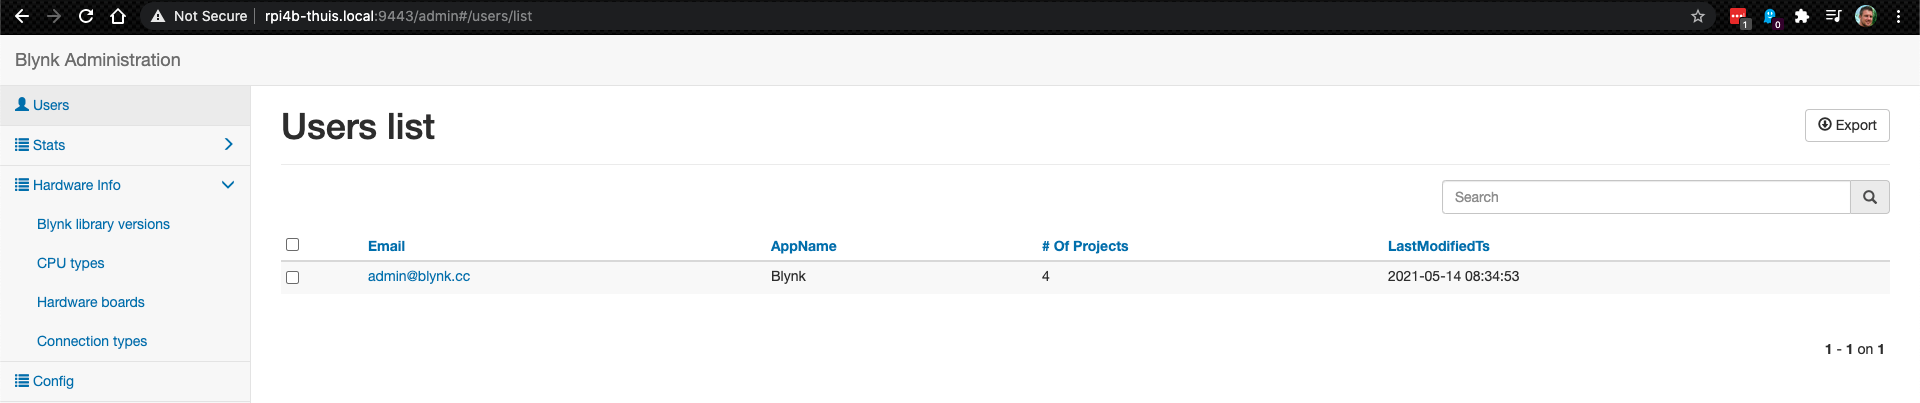 Not Secure rpi4b-thuis.local:9443/admin#/users/list
1 0
Blynk Administration
Users
Stats
Hardware Info
Blynk library versions
CPU types
Hardware boards
Connection types
Config
Users list
Export
Search
Email AppName # Of Projects LastModifiedTs
admin@blynk.cc Blynk 4 2021-05-14 08:34:53
1 - 1 on 1